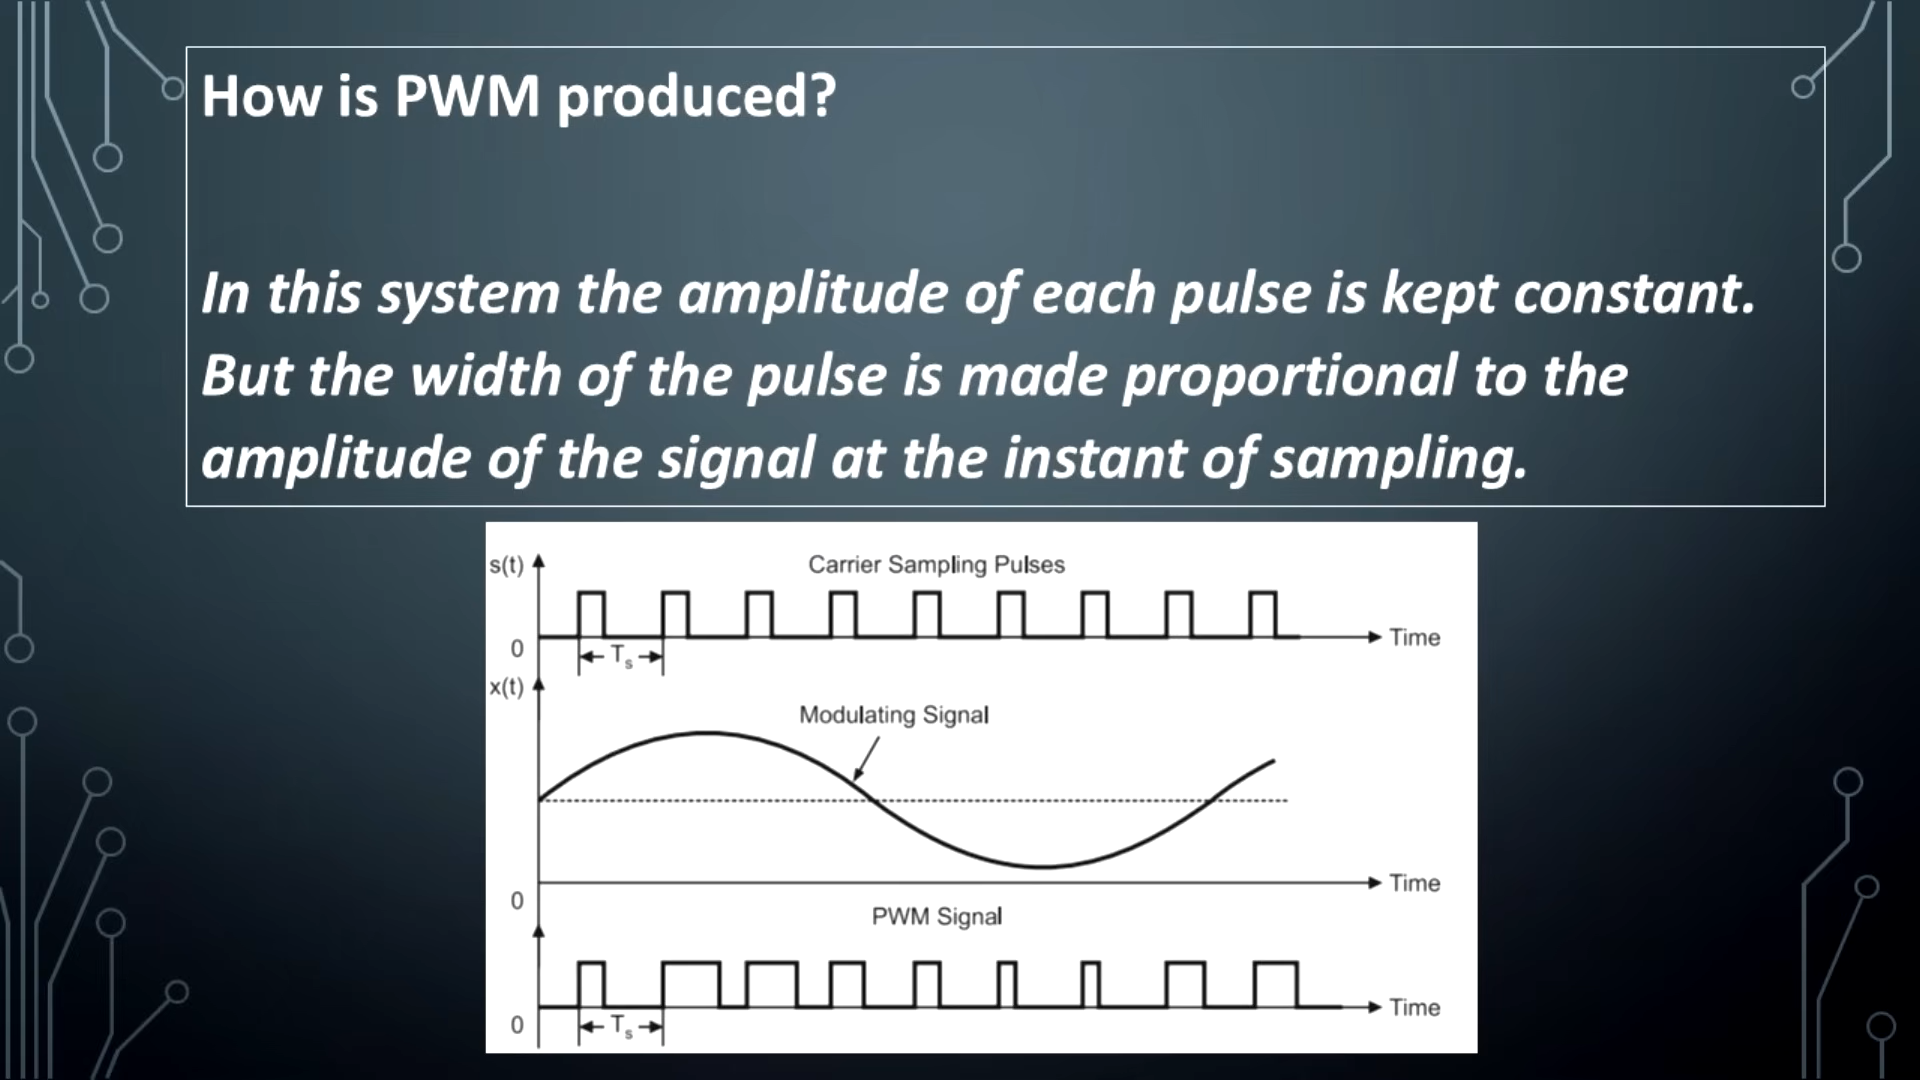 How is PWM produced?
In this system the amplitude of each pulse is kept constant.
But the width of the pulse is made proportional to the
amplitude of the signal at the instant of sampling.
s(t)
Carrier Sampling Pulses
0
Time
Ts
x(t)
Modulating Signal
0
Time
PWM Signal
0
Time
Ts